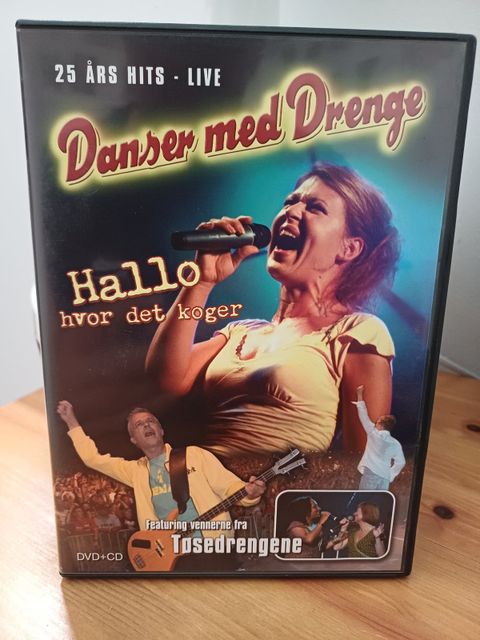 25 ÅRS HITS - LIVE
Danser med Drenge
Hallo
hvor det koger
Featuring vennerne fra
Tøsedrengene
DVD+CD